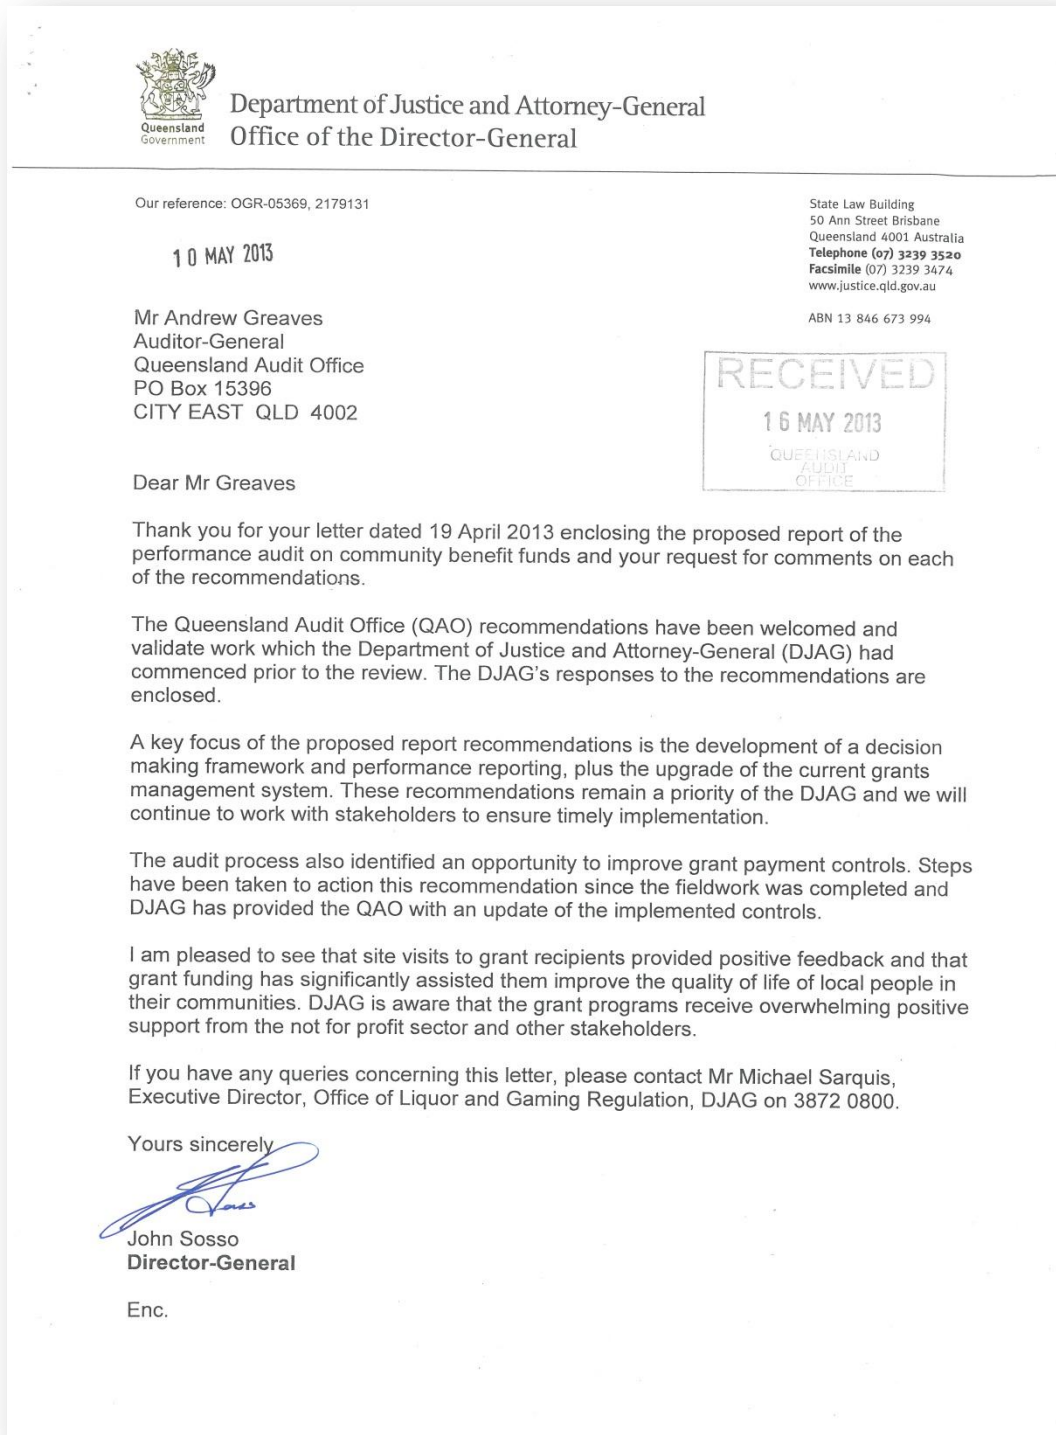 Queensland
Government
Department of Justice and Attorney-General
Office of the Director-General
Our reference: OGR-05369, 2179131
10 MAY 2013
State Law Building
50 Ann Street Brisbane
Queensland 4001 Australia
Telephone (07) 3239 3520
Facsimile (07) 3239 3474
www.justice.qld.gov.au
ABN 13 846 673 994
Mr Andrew Greaves
Auditor-General
Queensland Audit Office
PO Box 15396
CITY EAST QLD 4002
RECEIVED
16 MAY 2013
QUEENSLAND
AUDIT
OFFICE
Dear Mr Greaves
Thank you for your letter dated 19 April 2013 enclosing the proposed report of the
performance audit on community benefit funds and your request for comments on each
of the recommendations.
The Queensland Audit Office (QAO) recommendations have been welcomed and
validate work which the Department of Justice and Attorney-General (DJAG) had
commenced prior to the review. The DJAG's responses to the recommendations are
enclosed.
A key focus of the proposed report recommendations is the development of a decision
making framework and performance reporting, plus the upgrade of the current grants
management system. These recommendations remain a priority of the DJAG and we will
continue to work with stakeholders to ensure timely implementation.
The audit process also identified an opportunity to improve grant payment controls. Steps
have been taken to action this recommendation since the fieldwork was completed and
DJAG has provided the QAO with an update of the implemented controls.
I am pleased to see that site visits to grant recipients provided positive feedback and that
grant funding has significantly assisted them improve the quality of life of local people in
their communities. DJAG is aware that the grant programs receive overwhelming positive
support from the not for profit sector and other stakeholders.
If you have any queries concerning this letter, please contact Mr Michael Sarquis,
Executive Director, Office of Liquor and Gaming Regulation, DJAG on 3872 0800.
Yours sincerely
John Sosso
Director-General
Enc.